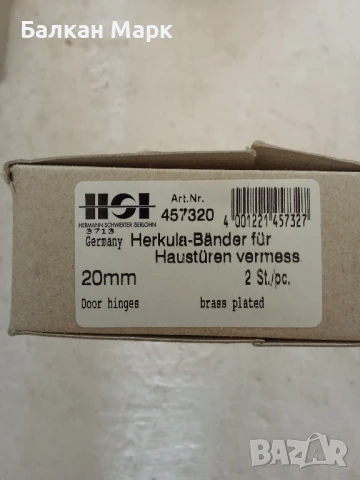 Балкан Марк
HSI
HERMANN SCHWERTER ISERLOHN
3713
Germany
Art.Nr.
457320
4 001221 457327
Herkula-Bänder für
Haustüren vermess
20mm
2 St./pc.
Door hinges
brass plated
BAZAR